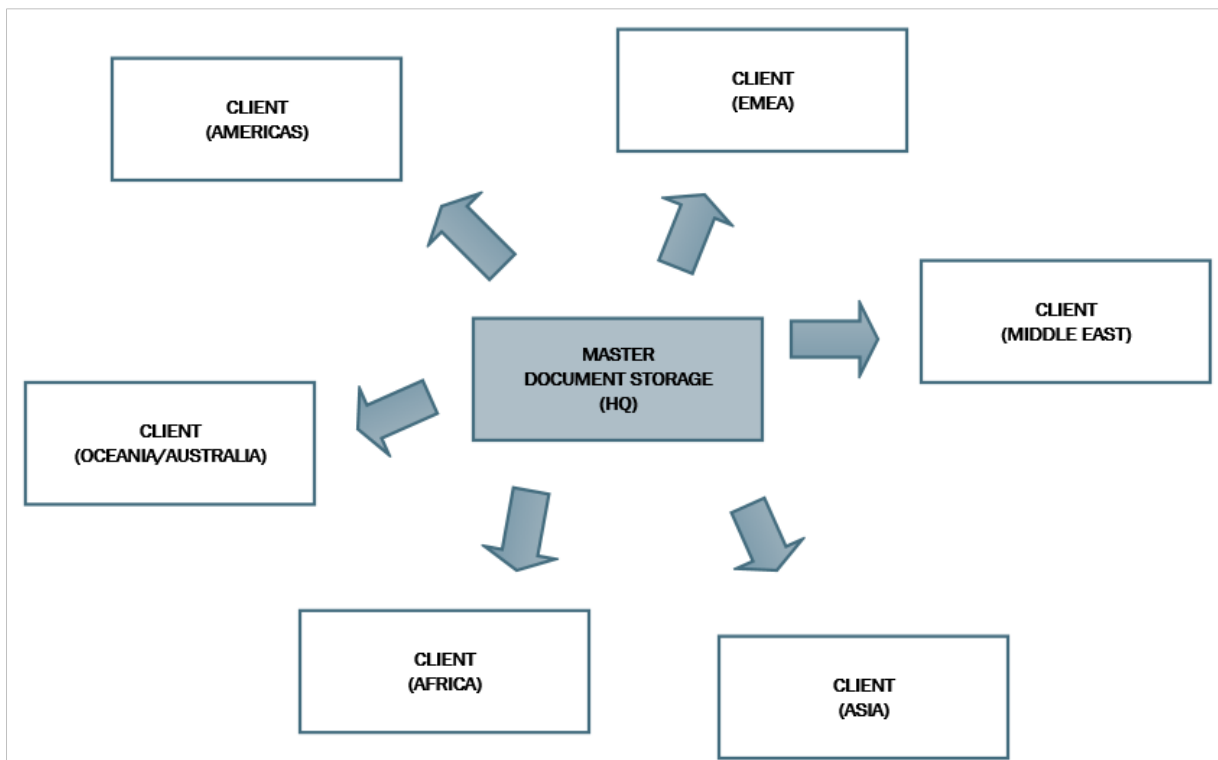 CLIENT
(AMERICAS)
CLIENT
(EMEA)
CLIENT
(MIDDLE EAST)
MASTER
DOCUMENT STORAGE
(HQ)
CLIENT
(OCEANIA/AUSTRALIA)
CLIENT
(AFRICA)
CLIENT
(ASIA)